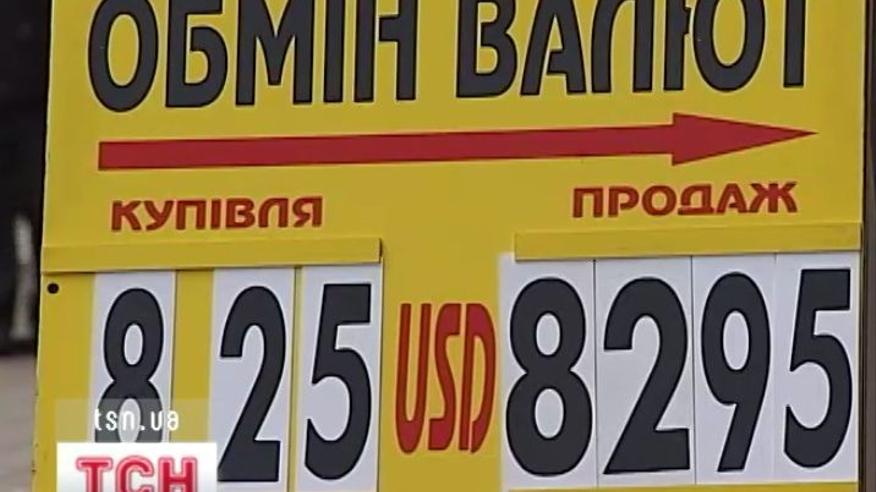 ОБМІН ВАЛЮТ
КУПІВЛЯ ПРОДАЖ
8 25 USD 8295
tsn.ua
ТСН